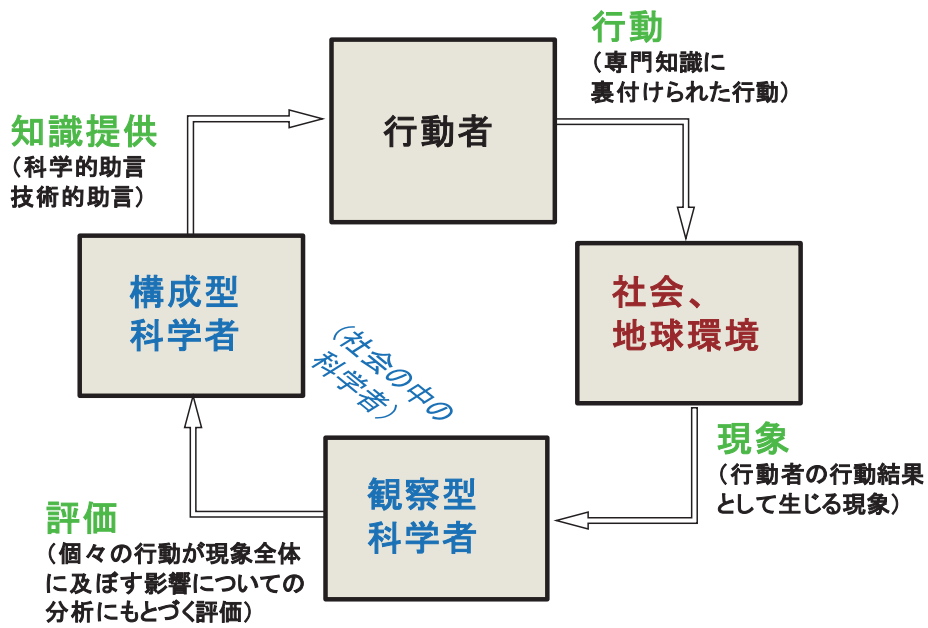 行動者
行動
（専門知識に
裏付けられた行動）
社会、
地球環境
現象
（行動者の行動結果
として生じる現象）
観察型
科学者
評価
（個々の行動が現象全体
に及ぼす影響についての
分析にもとづく評価）
構成型
科学者
（社会の中の
科学者）
知識提供
（科学的助言
技術的助言）